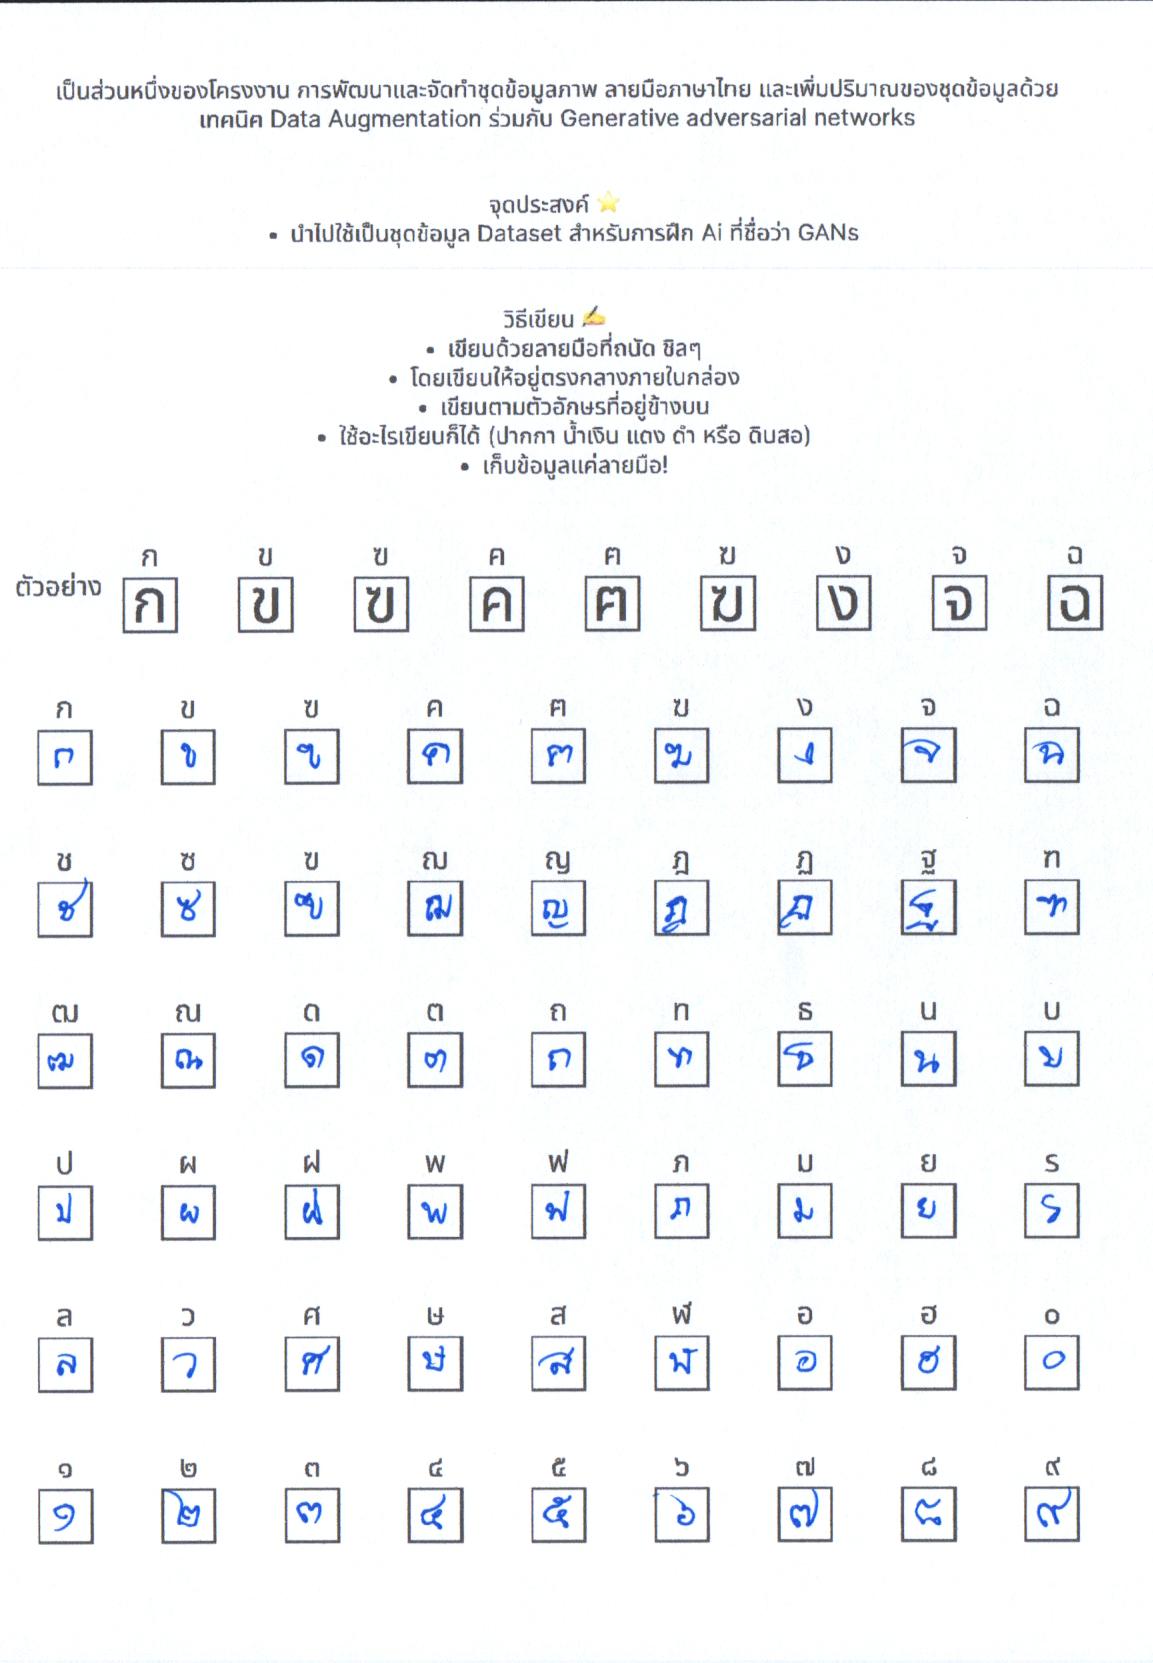 เป็นส่วนหนึ่งของโครงงาน การพัฒนาและจัดทำชุดข้อมูลภาพ ลายมือภาษาไทย และเพิ่มปริมาณของชุดข้อมูลด้วย
เทคนิค Data Augmentation ร่วมกับ Generative adversarial networks
จุดประสงค์ ⭐
• นำไปใช้เป็นชุดข้อมูล Dataset สำหรับการฝึก Ai ที่ชื่อว่า GANs
วิธีเขียน ✍️
• เขียนด้วยลายมือที่ถนัด ชิลๆ
• โดยเขียนให้อยู่ตรงกลางภายในกล่อง
• เขียนตามตัวอักษรที่อยู่ข้างบน
• ใช้อะไรเขียนก็ได้ (ปากกา น้ำเงิน แดง ดำ หรือ ดินสอ)
• เก็บข้อมูลแค่ลายมือ!
ก ข ฃ ค ฅ ฆ ง จ ฉ
ตัวอย่าง ก ข ฃ ค ฅ ฆ ง จ ฉ
ก ข ฃ ค ฅ ฆ ง จ ฉ
ก ข ฃ ค ฅ ฆ ง จ ฉ
ช ซ ฃ ฌ ญ ฎ ฏ ฐ ฑ
ช ซ ฃ ฌ ญ ฎ ฏ ฐ ฑ
ฒ ณ ด ต ถ ท ธ น บ
ฒ ณ ด ต ถ ท ธ น บ
ป ผ ฝ พ ฟ ภ ม ย ร
ป ผ ฝ พ ฟ ภ ม ย ร
ล ว ศ ษ ส ฬ อ ฮ ๐
ล ว ศ ษ ส ฬ อ ฮ ๐
๑ ๒ ๓ ๔ ๕ ๖ ๗ ๘ ๙
๑ ๒ ๓ ๔ ๕ ๖ ๗ ๘ ๙